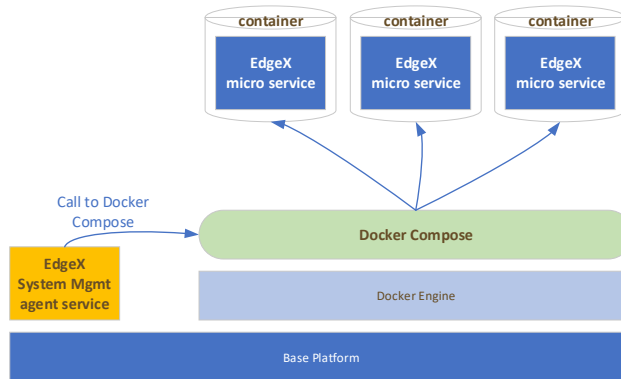 container
container
container
EdgeX
micro service
EdgeX
micro service
EdgeX
micro service
Call to Docker
Compose
Docker Compose
EdgeX
System Mgmt
agent service
Docker Engine
Base Platform